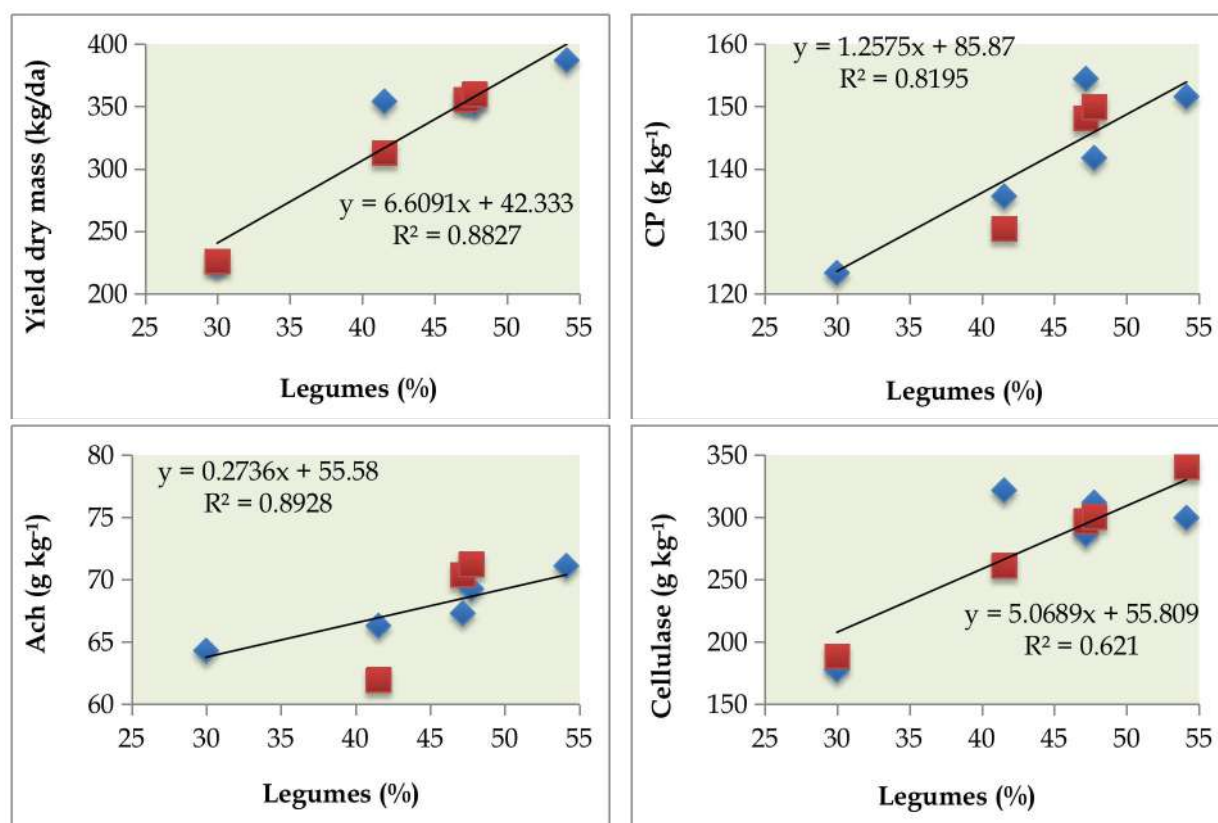 400
350
300
250
200
Yield dry mass (kg/da)
y = 6.6091x + 42.333
R² = 0.8827
25 30 35 40 45 50 55
Legumes (%)
160
150
140
130
120
CP (g kg⁻¹)
y = 1.2575x + 85.87
R² = 0.8195
25 30 35 40 45 50 55
Legumes (%)
80
75
70
65
60
Ach (g kg⁻¹)
y = 0.2736x + 55.58
R² = 0.8928
25 30 35 40 45 50 55
Legumes (%)
350
300
250
200
150
Cellulase (g kg⁻¹)
y = 5.0689x + 55.809
R² = 0.621
25 30 35 40 45 50 55
Legumes (%)